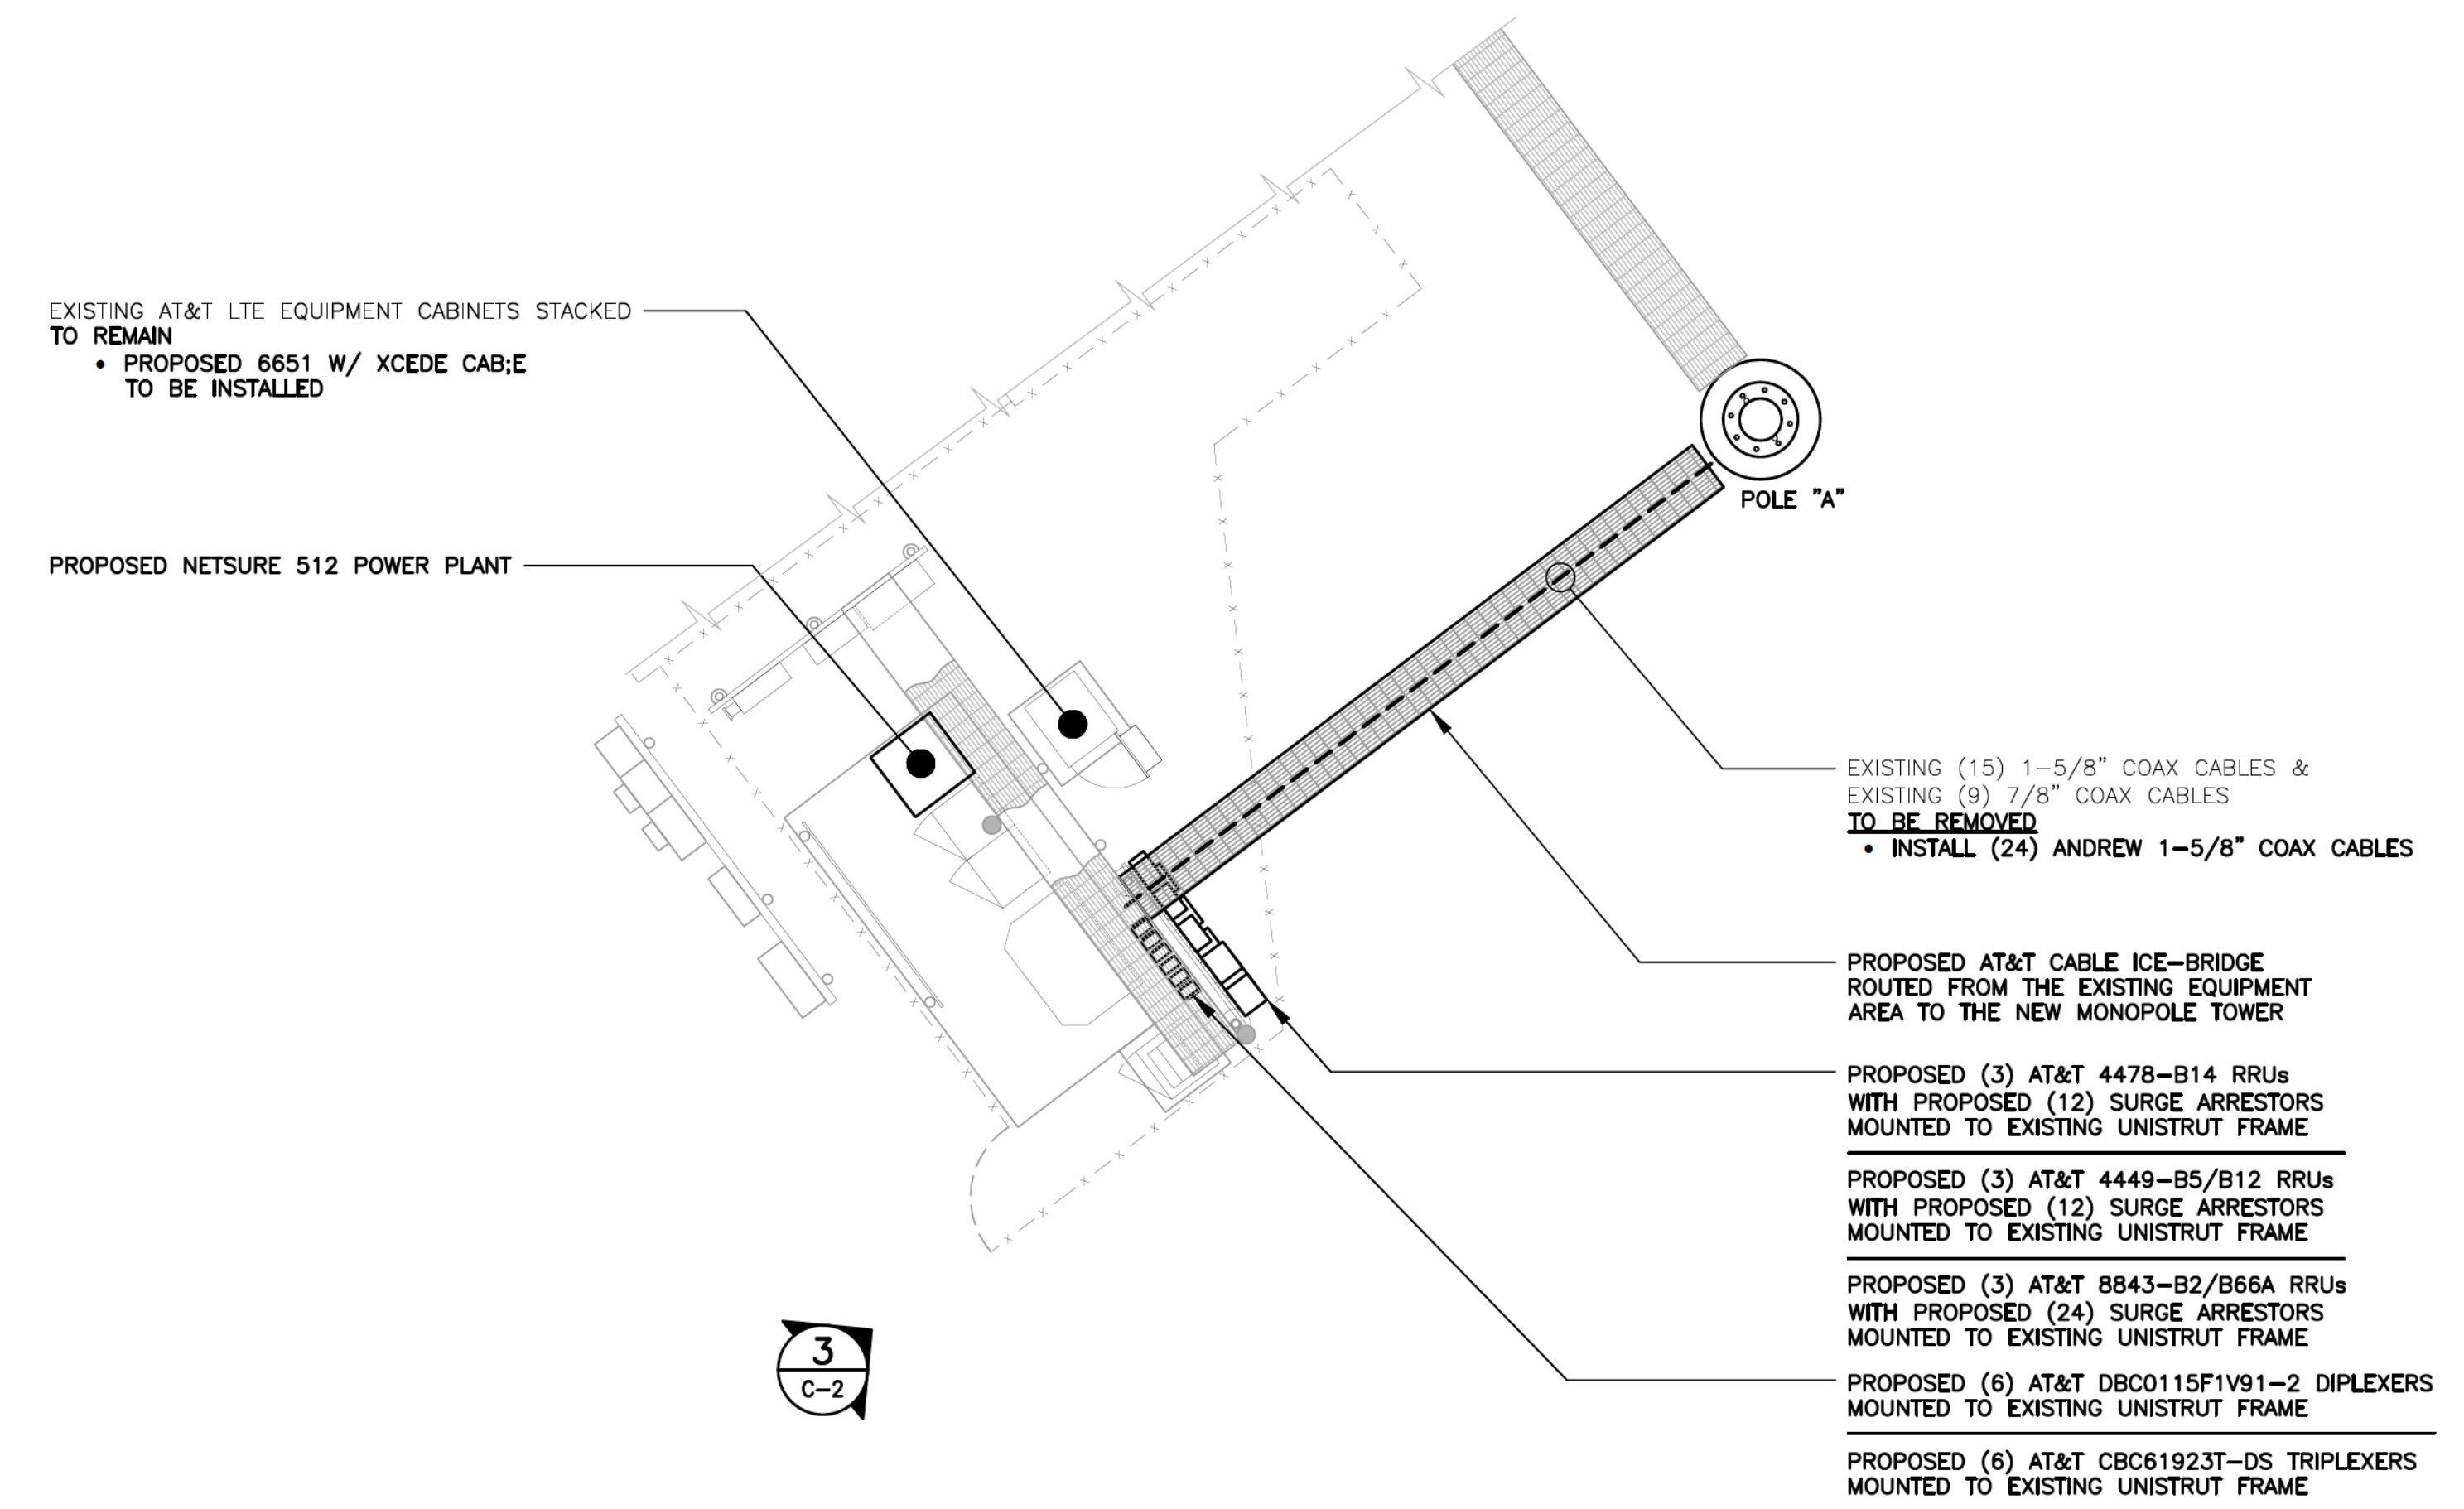 EXISTING AT&T LTE EQUIPMENT CABINETS STACKED
TO REMAIN
• PROPOSED 6651 W/ XCEDE CAB;E
TO BE INSTALLED
PROPOSED NETSURE 512 POWER PLANT
POLE "A"
EXISTING (15) 1-5/8" COAX CABLES &
EXISTING (9) 7/8" COAX CABLES
TO BE REMOVED
• INSTALL (24) ANDREW 1-5/8" COAX CABLES
PROPOSED AT&T CABLE ICE-BRIDGE
ROUTED FROM THE EXISTING EQUIPMENT
AREA TO THE NEW MONOPOLE TOWER
PROPOSED (3) AT&T 4478-B14 RRUs
WITH PROPOSED (12) SURGE ARRESTORS
MOUNTED TO EXISTING UNISTRUT FRAME
PROPOSED (3) AT&T 4449-B5/B12 RRUs
WITH PROPOSED (12) SURGE ARRESTORS
MOUNTED TO EXISTING UNISTRUT FRAME
PROPOSED (3) AT&T 8843-B2/B66A RRUs
WITH PROPOSED (24) SURGE ARRESTORS
MOUNTED TO EXISTING UNISTRUT FRAME
PROPOSED (6) AT&T DBC0115F1V91-2 DIPLEXERS
MOUNTED TO EXISTING UNISTRUT FRAME
PROPOSED (6) AT&T CBC61923T-DS TRIPLEXERS
MOUNTED TO EXISTING UNISTRUT FRAME
3
C-2